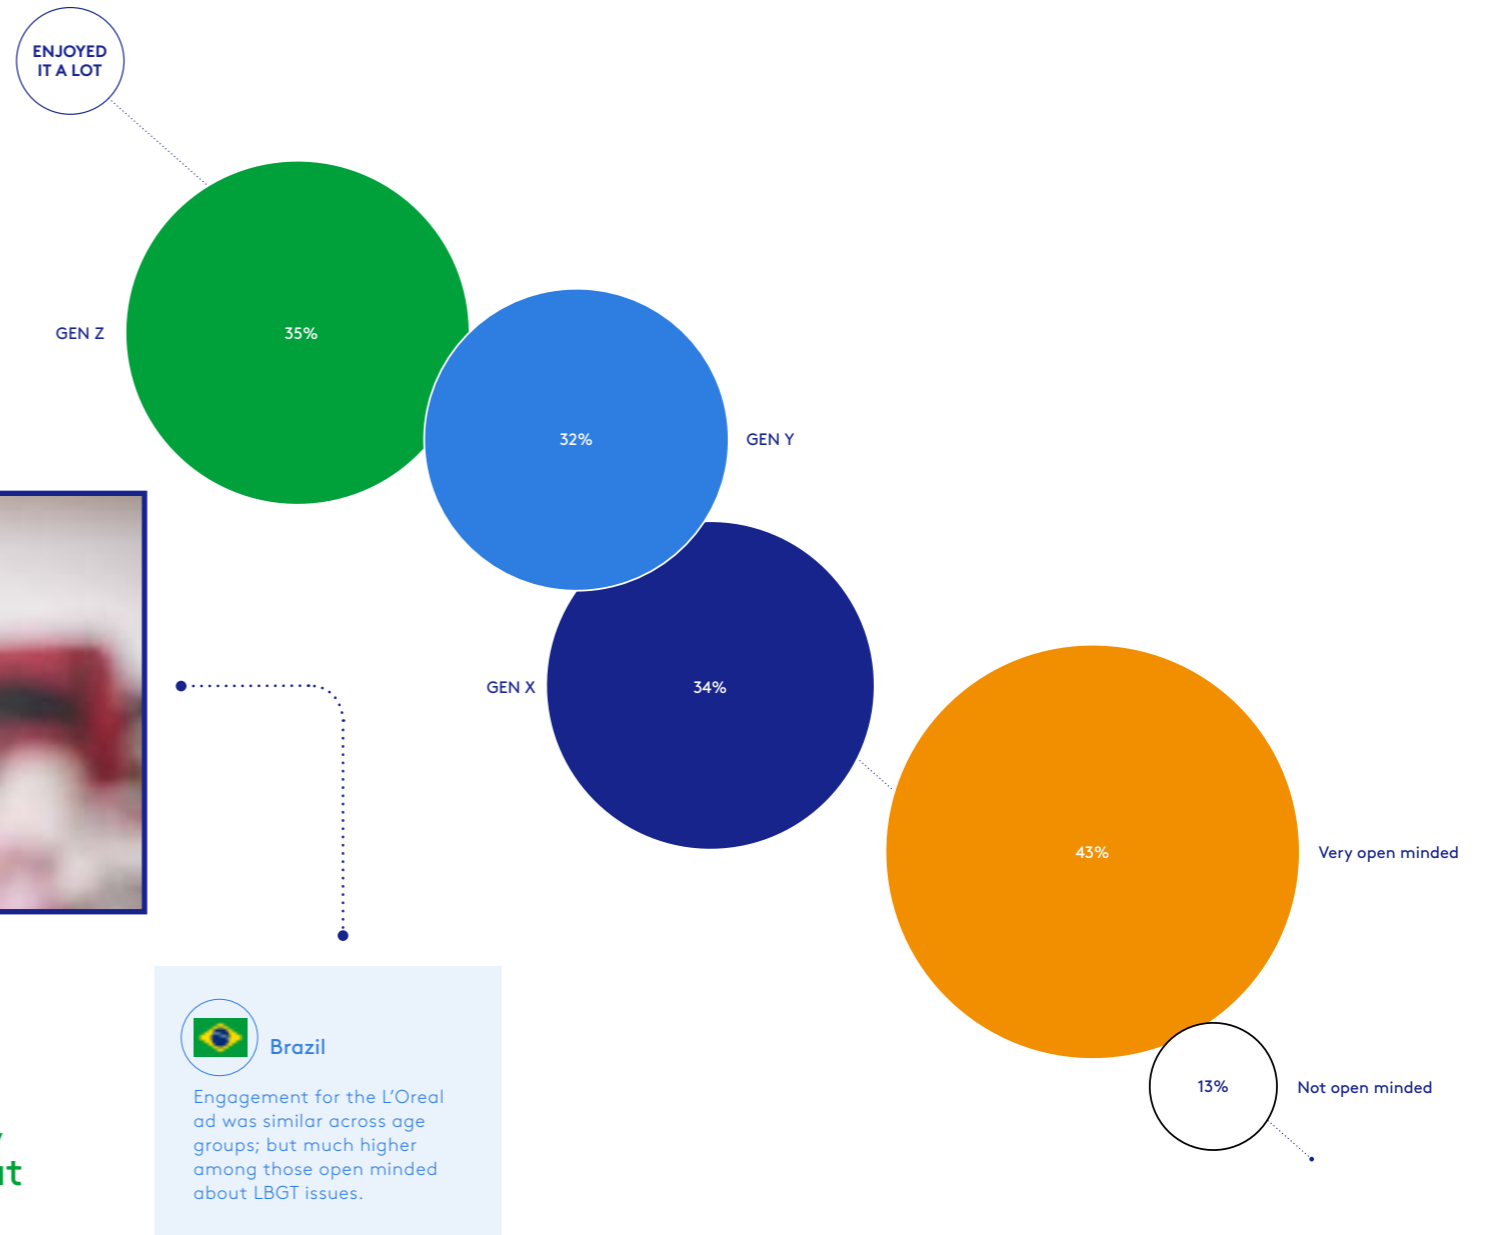 ENJOYED
IT A LOT
GEN Z
35%
32%
GEN Y
GEN X
34%
43%
Very open minded
13%
Not open minded
Brazil
Engagement for the L'Oreal
ad was similar across age
groups; but much higher
among those open minded
about LBGT issues.